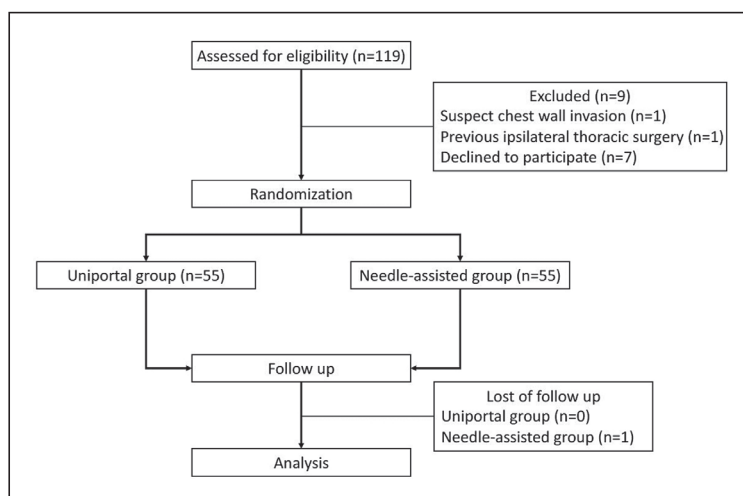 Assessed for eligibility (n=119)
Excluded (n=9)
Suspect chest wall invasion (n=1)
Previous ipsilateral thoracic surgery (n=1)
Declined to participate (n=7)
Randomization
Uniportal group (n=55)
Needle-assisted group (n=55)
Follow up
Lost of follow up
Uniportal group (n=0)
Needle-assisted group (n=1)
Analysis